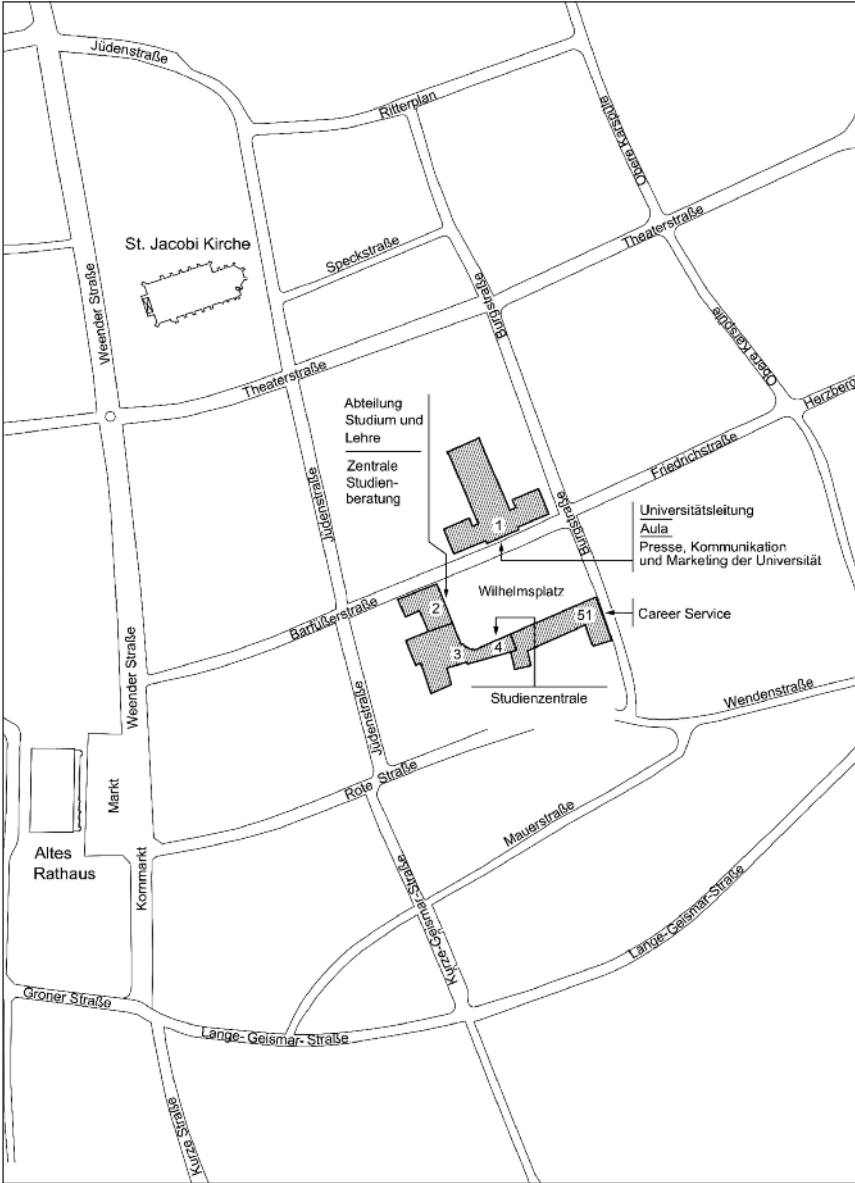 Jüdenstraße
Ritterplan
Obere Karspüle
Theaterstraße
St. Jacobi Kirche
Speckstraße
Weender Straße
Burgstraße
Theaterstraße
Obere Karspüle
Herzberg
Abteilung
Studium und
Lehre
Zentrale
Studien-
beratung
Jüdenstraße
Friedrichstraße
1
Burgstraße
Universitätsleitung
Aula
Presse, Kommunikation
und Marketing der Universität
Wilhelmsplatz
Barfüßerstraße
2
51
Career Service
3
4
Studienzentrale
Wendenstraße
Weender Straße
Jüdenstraße
Rote Straße
Markt
Mauerstraße
Altes
Rathaus
Kornmarkt
Kurze-Geismar-Straße
Lange-Geismar-Straße
Groner Straße
Lange-Geismar-Straße
Kurze Straße